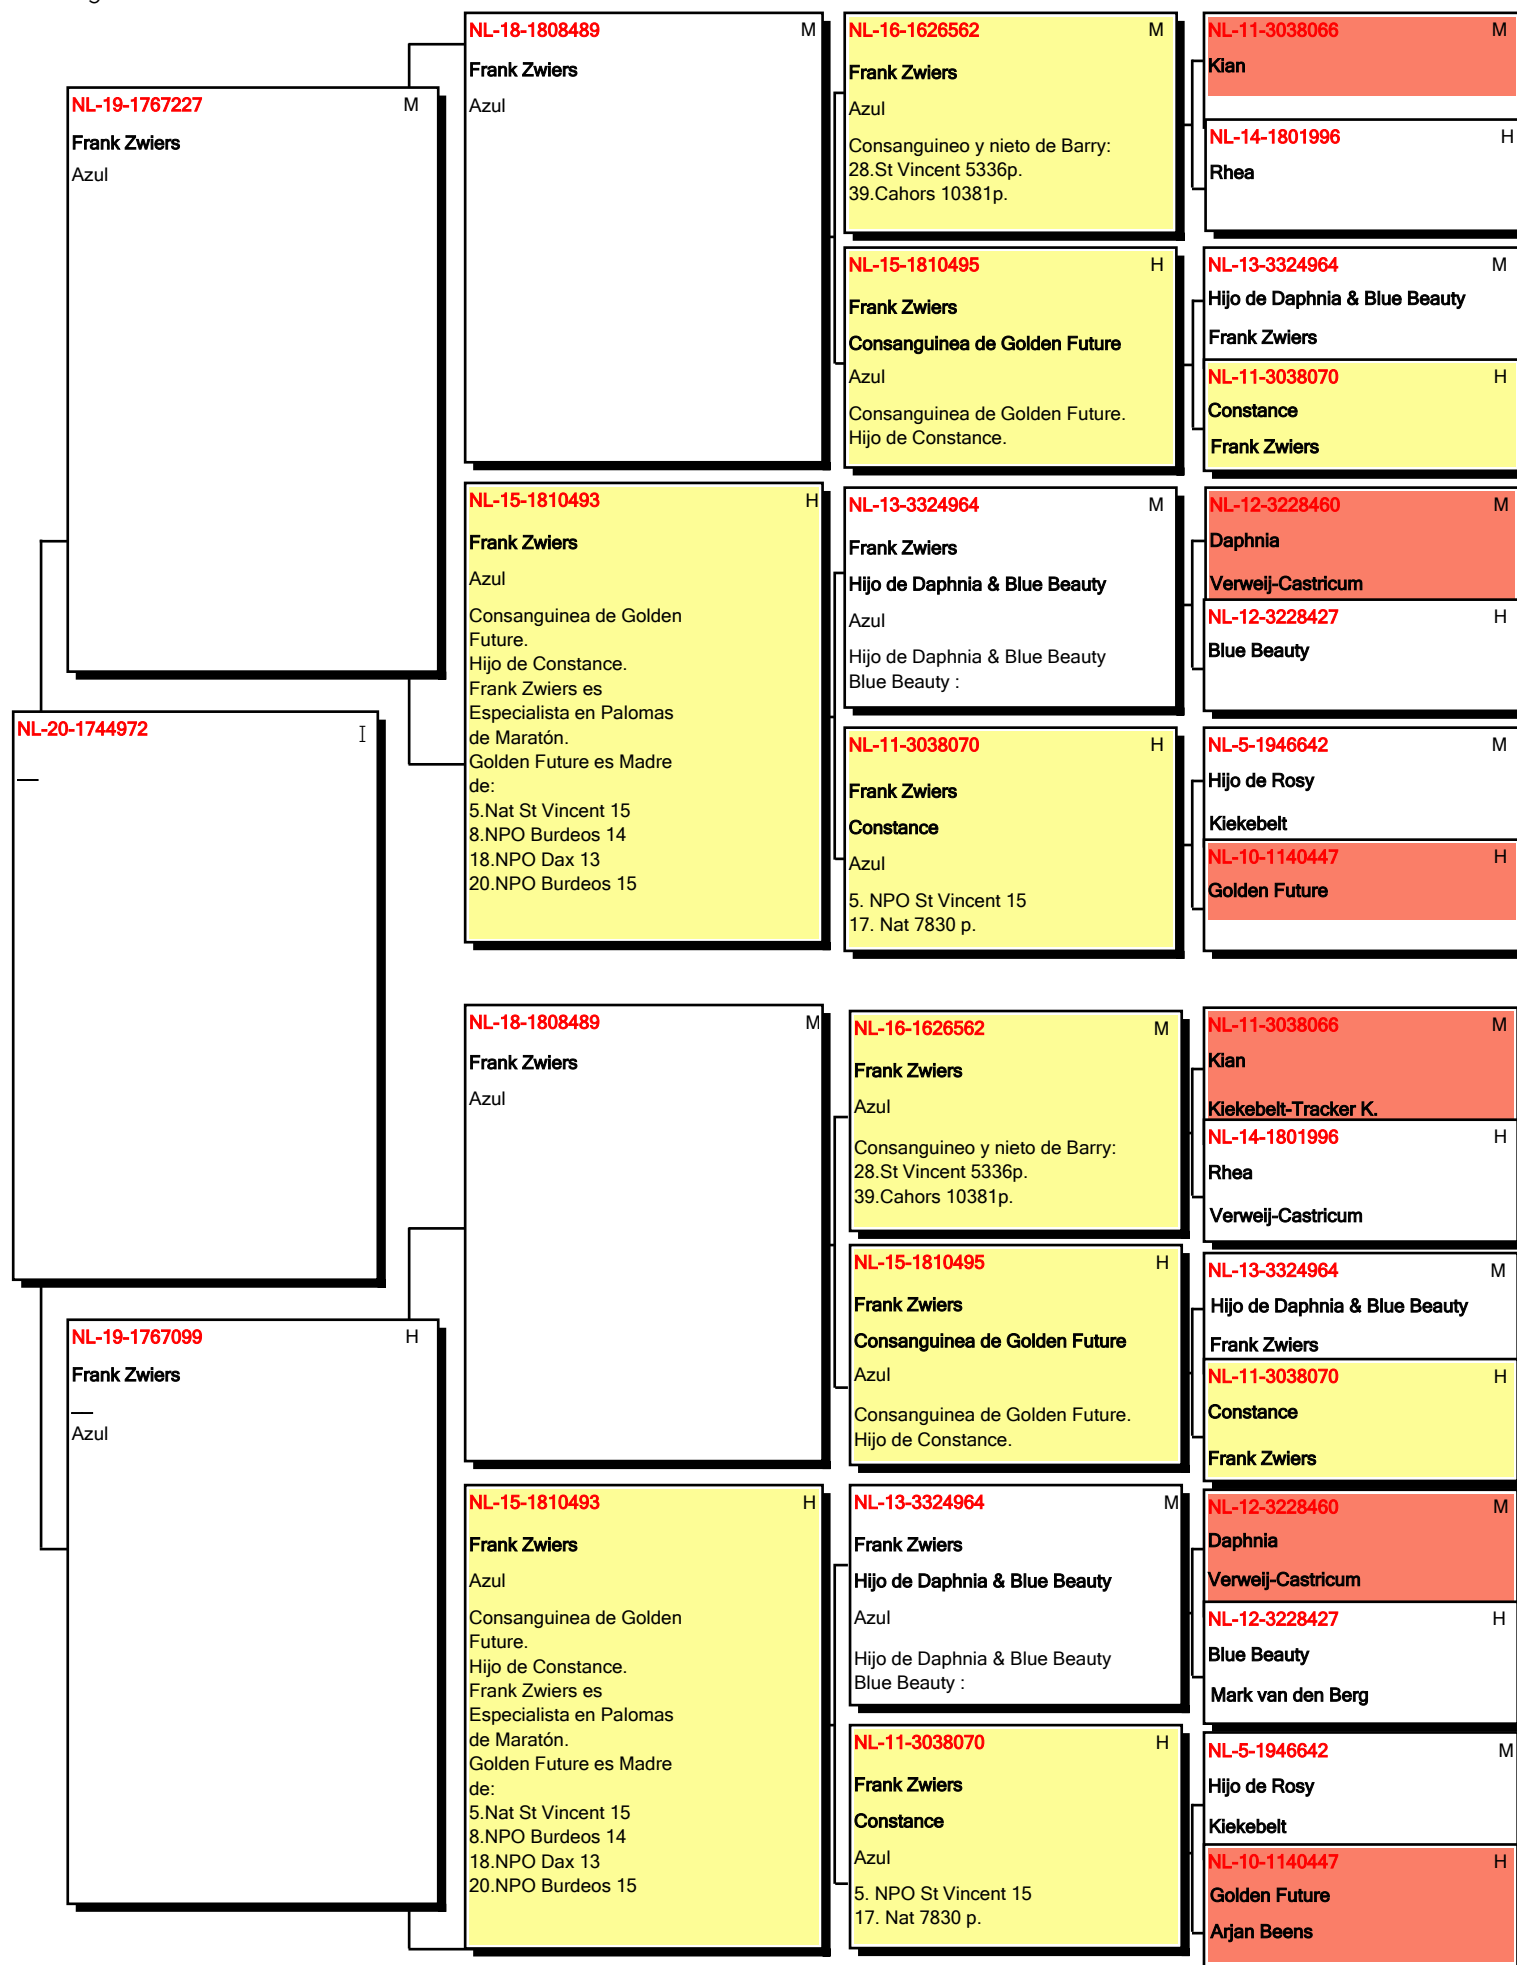 NL-20-1744972 I
NL-19-1767227 M
Frank Zwiers
Azul
NL-19-1767099 H
Frank Zwiers
Azul
NL-18-1808489 M
Frank Zwiers
Azul
NL-15-1810493 H
Frank Zwiers
Azul
Consanguinea de Golden
Future.
Hijo de Constance.
Frank Zwiers es
Especialista en Palomas
de Maratón.
Golden Future es Madre
de:
5.Nat St Vincent 15
8.NPO Burdeos 14
18.NPO Dax 13
20.NPO Burdeos 15
NL-18-1808489 M
Frank Zwiers
Azul
NL-15-1810493 H
Frank Zwiers
Azul
Consanguinea de Golden
Future.
Hijo de Constance.
Frank Zwiers es
Especialista en Palomas
de Maratón.
Golden Future es Madre
de:
5.Nat St Vincent 15
8.NPO Burdeos 14
18.NPO Dax 13
20.NPO Burdeos 15
NL-16-1626562 M
Frank Zwiers
Azul
Consanguineo y nieto de Barry:
28.St Vincent 5336p.
39.Cahors 10381p.
NL-15-1810495 H
Frank Zwiers
Consanguinea de Golden Future
Azul
Consanguinea de Golden Future.
Hijo de Constance.
NL-13-3324964 M
Frank Zwiers
Hijo de Daphnia & Blue Beauty
Azul
Hijo de Daphnia & Blue Beauty
Blue Beauty :
NL-11-3038070 H
Frank Zwiers
Constance
Azul
5. NPO St Vincent 15
17. Nat 7830 p.
NL-16-1626562 M
Frank Zwiers
Azul
Consanguineo y nieto de Barry:
28.St Vincent 5336p.
39.Cahors 10381p.
NL-15-1810495 H
Frank Zwiers
Consanguinea de Golden Future
Azul
Consanguinea de Golden Future.
Hijo de Constance.
NL-13-3324964 M
Frank Zwiers
Hijo de Daphnia & Blue Beauty
Azul
Hijo de Daphnia & Blue Beauty
Blue Beauty :
NL-11-3038070 H
Frank Zwiers
Constance
Azul
5. NPO St Vincent 15
17. Nat 7830 p.
NL-11-3038066 M
Kian
NL-14-1801996 H
Rhea
NL-13-3324964 M
Hijo de Daphnia & Blue Beauty
Frank Zwiers
NL-11-3038070 H
Constance
Frank Zwiers
NL-12-3228460 M
Daphnia
Verweij-Castricum
NL-12-3228427 H
Blue Beauty
NL-5-1946642 M
Hijo de Rosy
Kiekebelt
NL-10-1140447 H
Golden Future
NL-11-3038066 M
Kian
Kiekebelt-Tracker K.
NL-14-1801996 H
Rhea
Verweij-Castricum
NL-13-3324964 M
Hijo de Daphnia & Blue Beauty
Frank Zwiers
NL-11-3038070 H
Constance
Frank Zwiers
NL-12-3228460 M
Daphnia
Verweij-Castricum
NL-12-3228427 H
Blue Beauty
Mark van den Berg
NL-5-1946642 M
Hijo de Rosy
Kiekebelt
NL-10-1140447 H
Golden Future
Arjan Beens